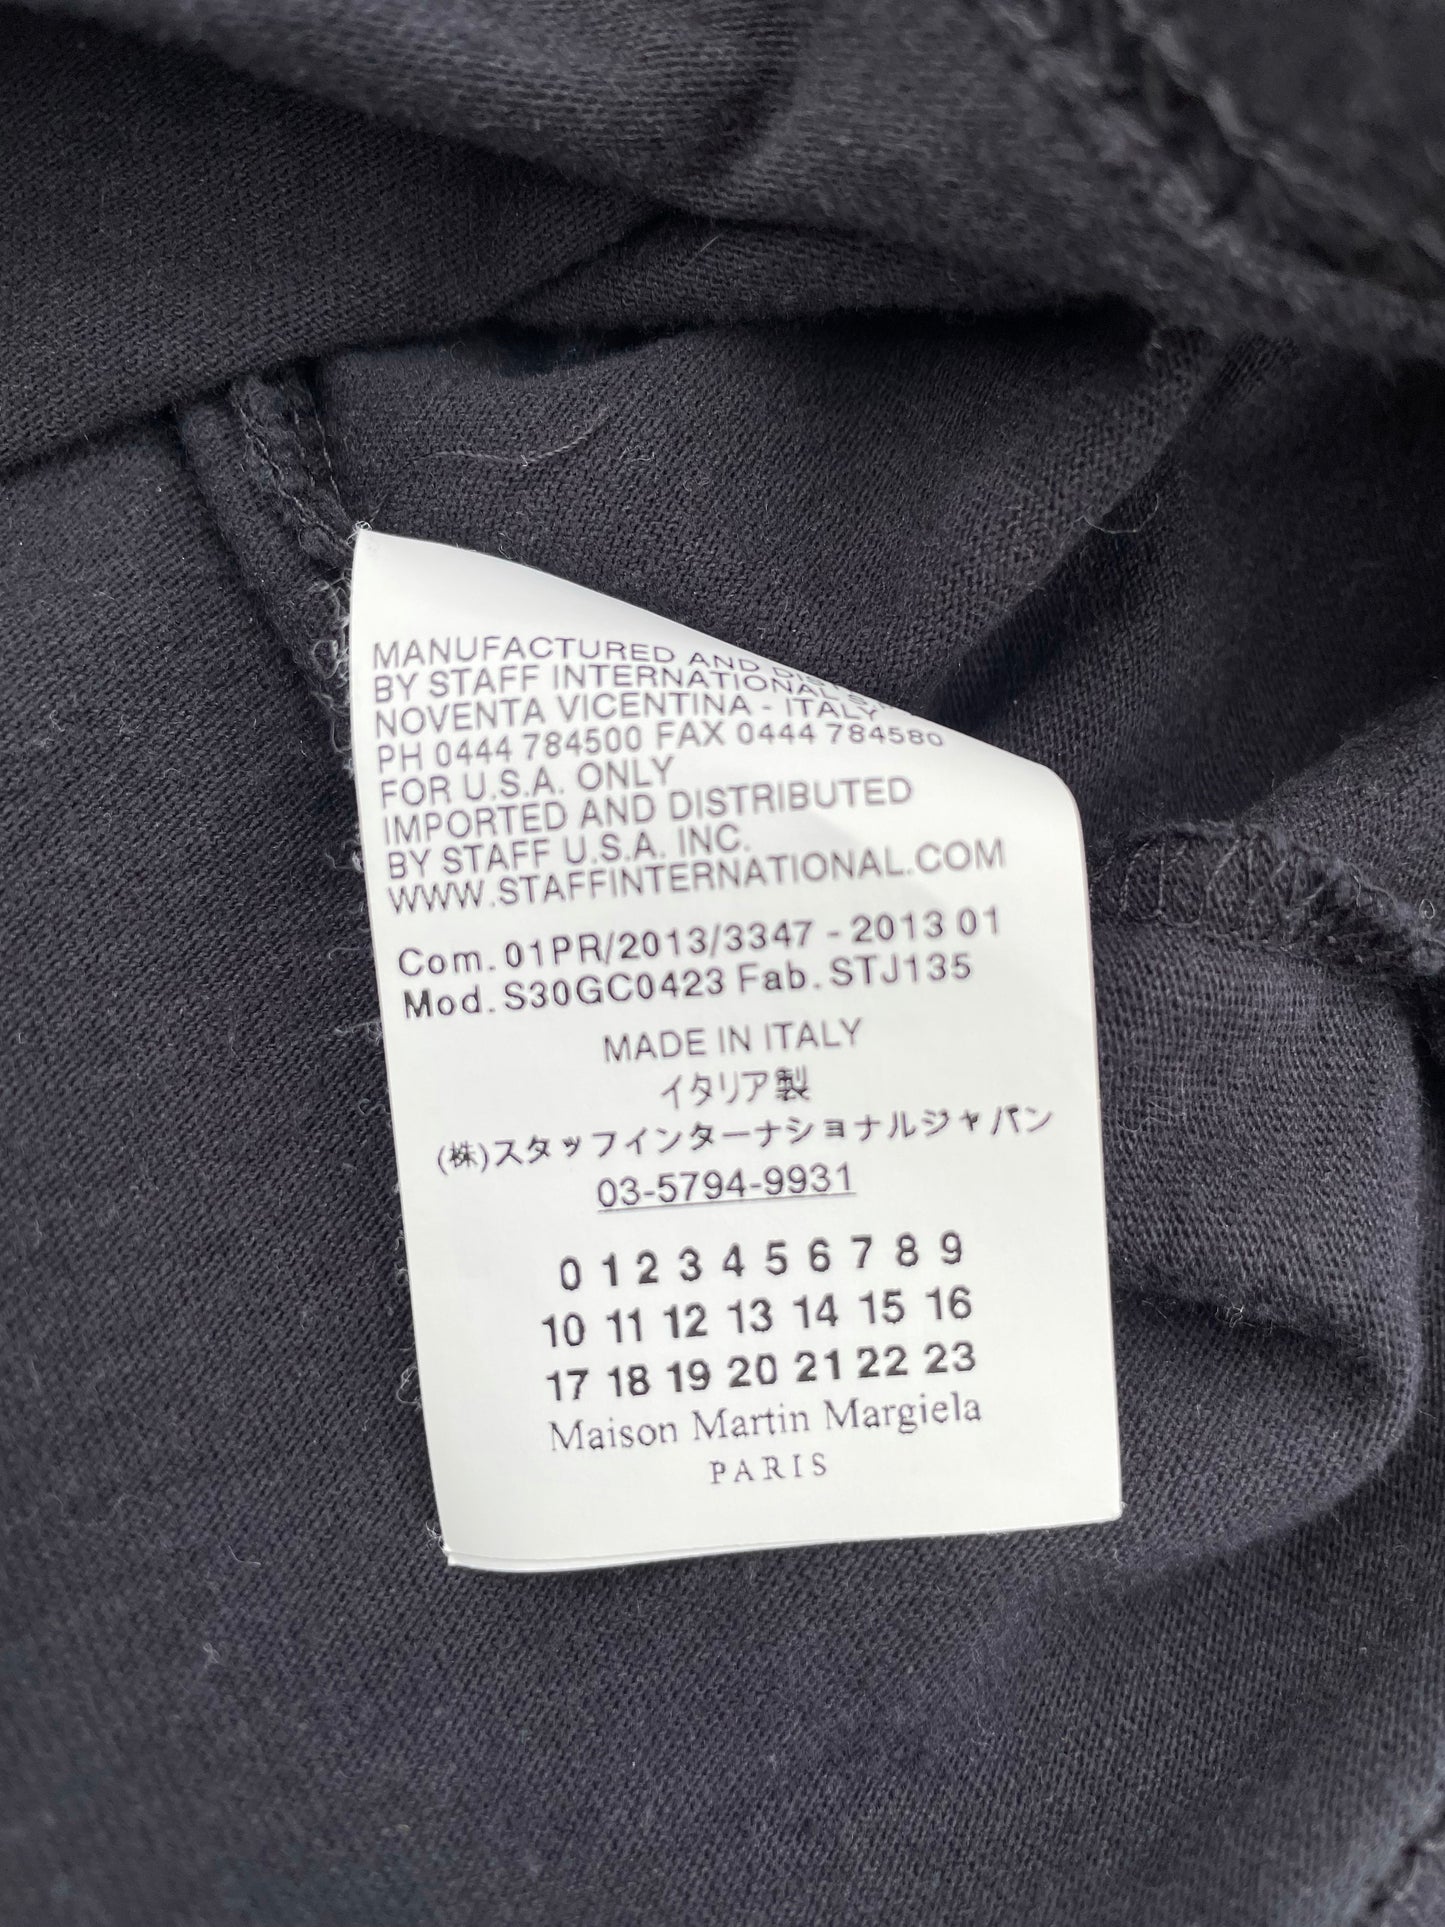 MANUFACTURED AND
BY STAFF INTERNATIONAL
NOVENTA VICENTINA - ITALY
PH 0444 784500 FAX 0444 784580
FOR U.S.A. ONLY
IMPORTED AND DISTRIBUTED
BY STAFF U.S.A. INC.
WWW.STAFFINTERNATIONAL.COM
Com. 01PR/2013/3347 - 2013 01
Mod. S30GC0423 Fab. STJ135
MADE IN ITALY
イタリア製
(株)スタッフインターナショナルジャパン
03-5794-9931
0 1 2 3 4 5 6 7 8 9
10 11 12 13 14 15 16
17 18 19 20 21 22 23
Maison Martin Margiela
PARIS